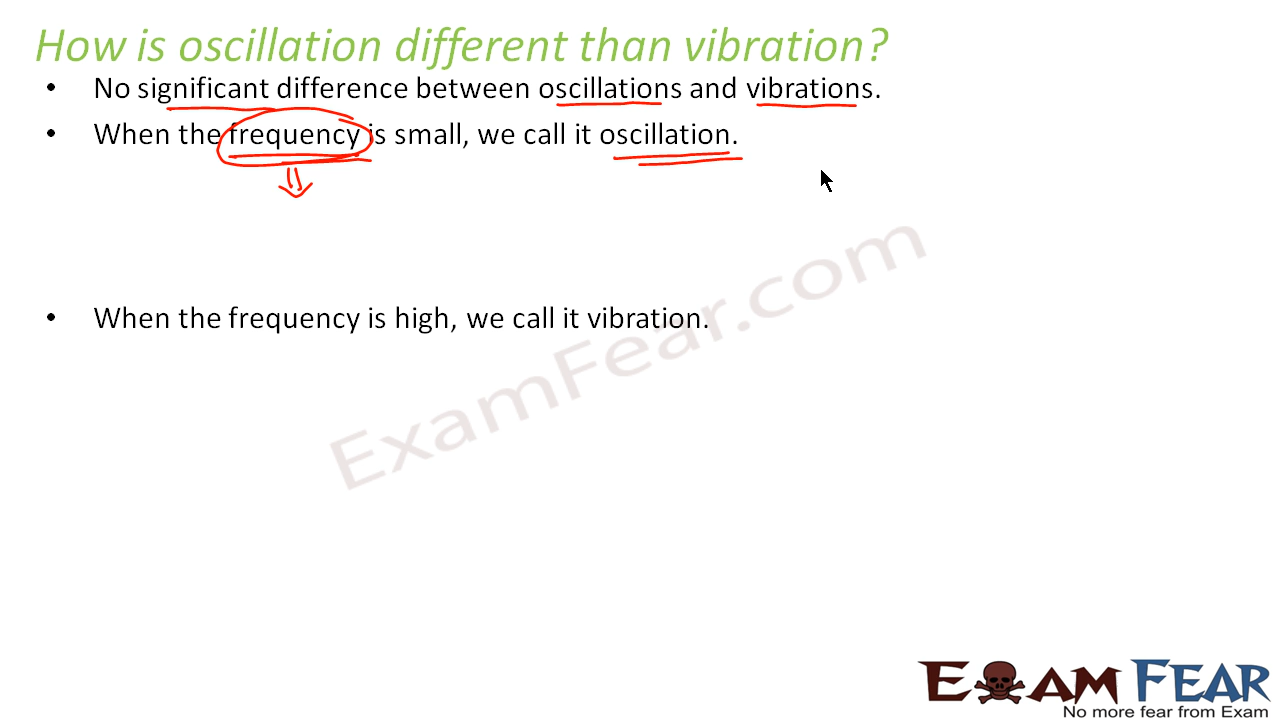 How is oscillation different than vibration?
• No significant difference between oscillations and vibrations.
• When the frequency is small, we call it oscillation.
• When the frequency is high, we call it vibration.
ExamFear.com
EXAM FEAR
No more fear from Exam